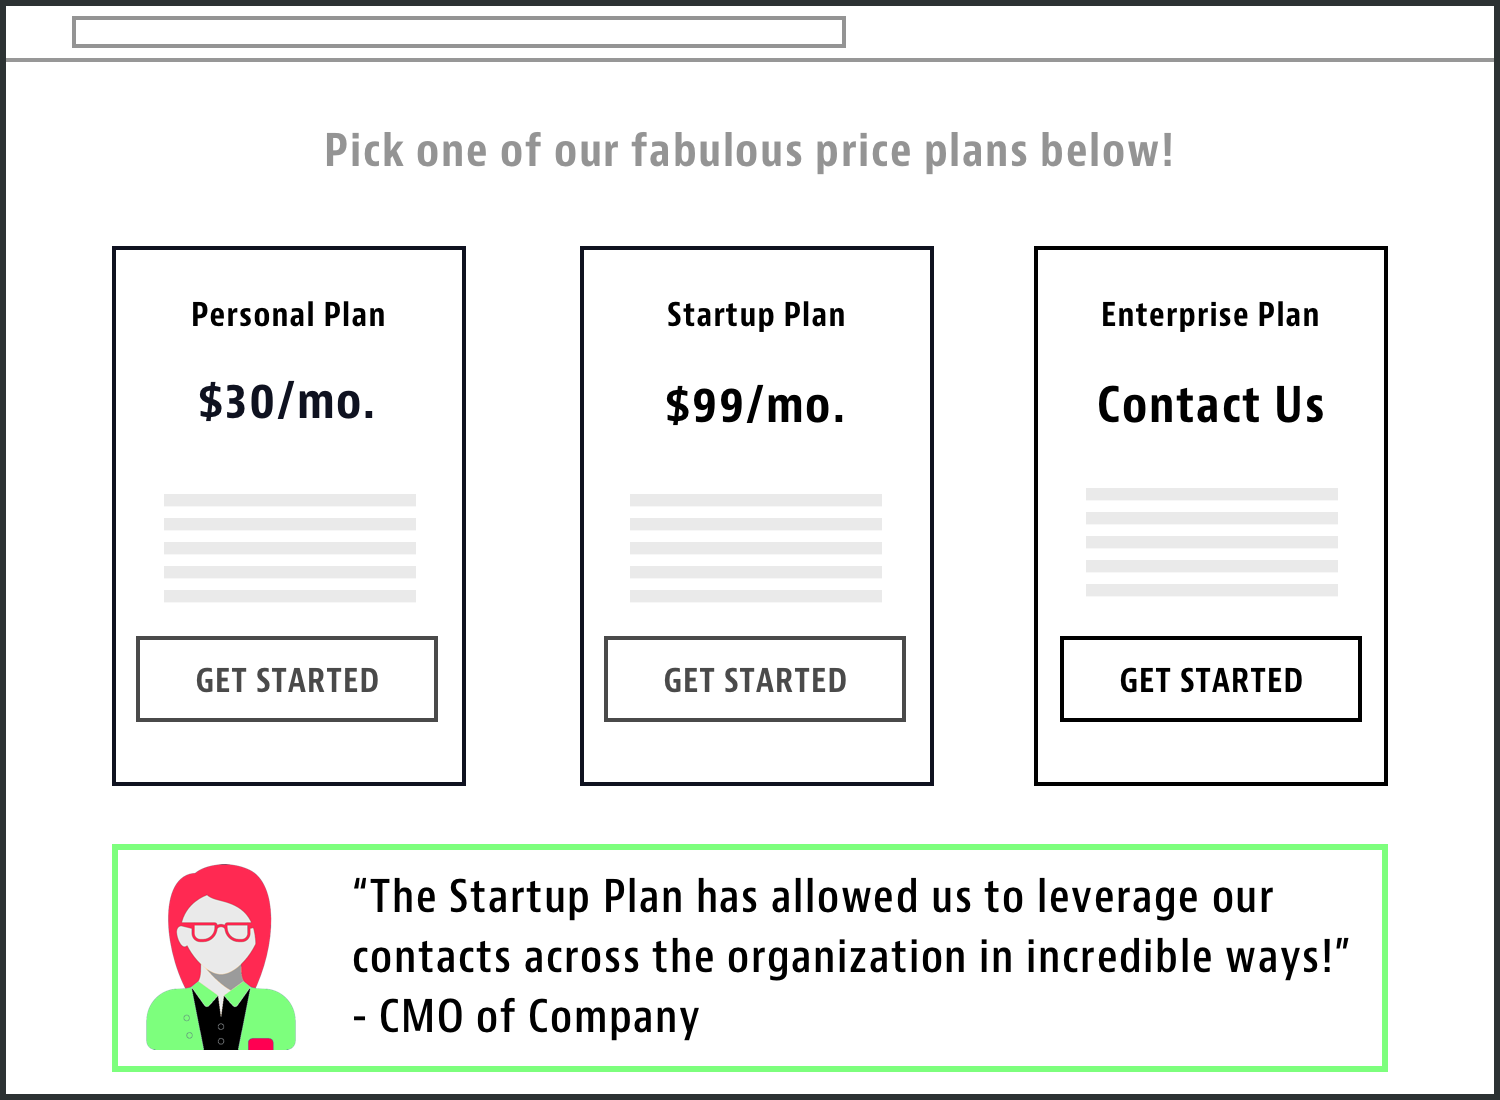 Pick one of our fabulous price plans below!
Personal Plan
$30/mo.
GET STARTED
Startup Plan
$99/mo.
GET STARTED
Enterprise Plan
Contact Us
GET STARTED
“The Startup Plan has allowed us to leverage our
contacts across the organization in incredible ways!”
- CMO of Company